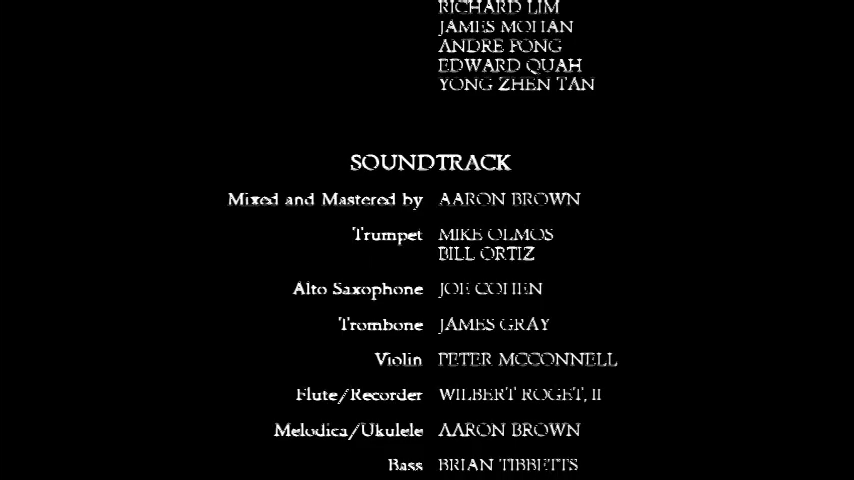 RICHARD LIM
JAMES MOHAN
ANDRE PONG
EDWARD QUAH
YONG ZHEN TAN
SOUNDTRACK
Mixed and Mastered by AARON BROWN
Trumpet MIKE OLMOS
BILL ORTIZ
Alto Saxophone JOE COHEN
Trombone JAMES GRAY
Violin PETER MCCONNELL
Flute/Recorder WILBERT ROGET, II
Melodica/Ukulele AARON BROWN
Bass BRIAN TIBBETTS